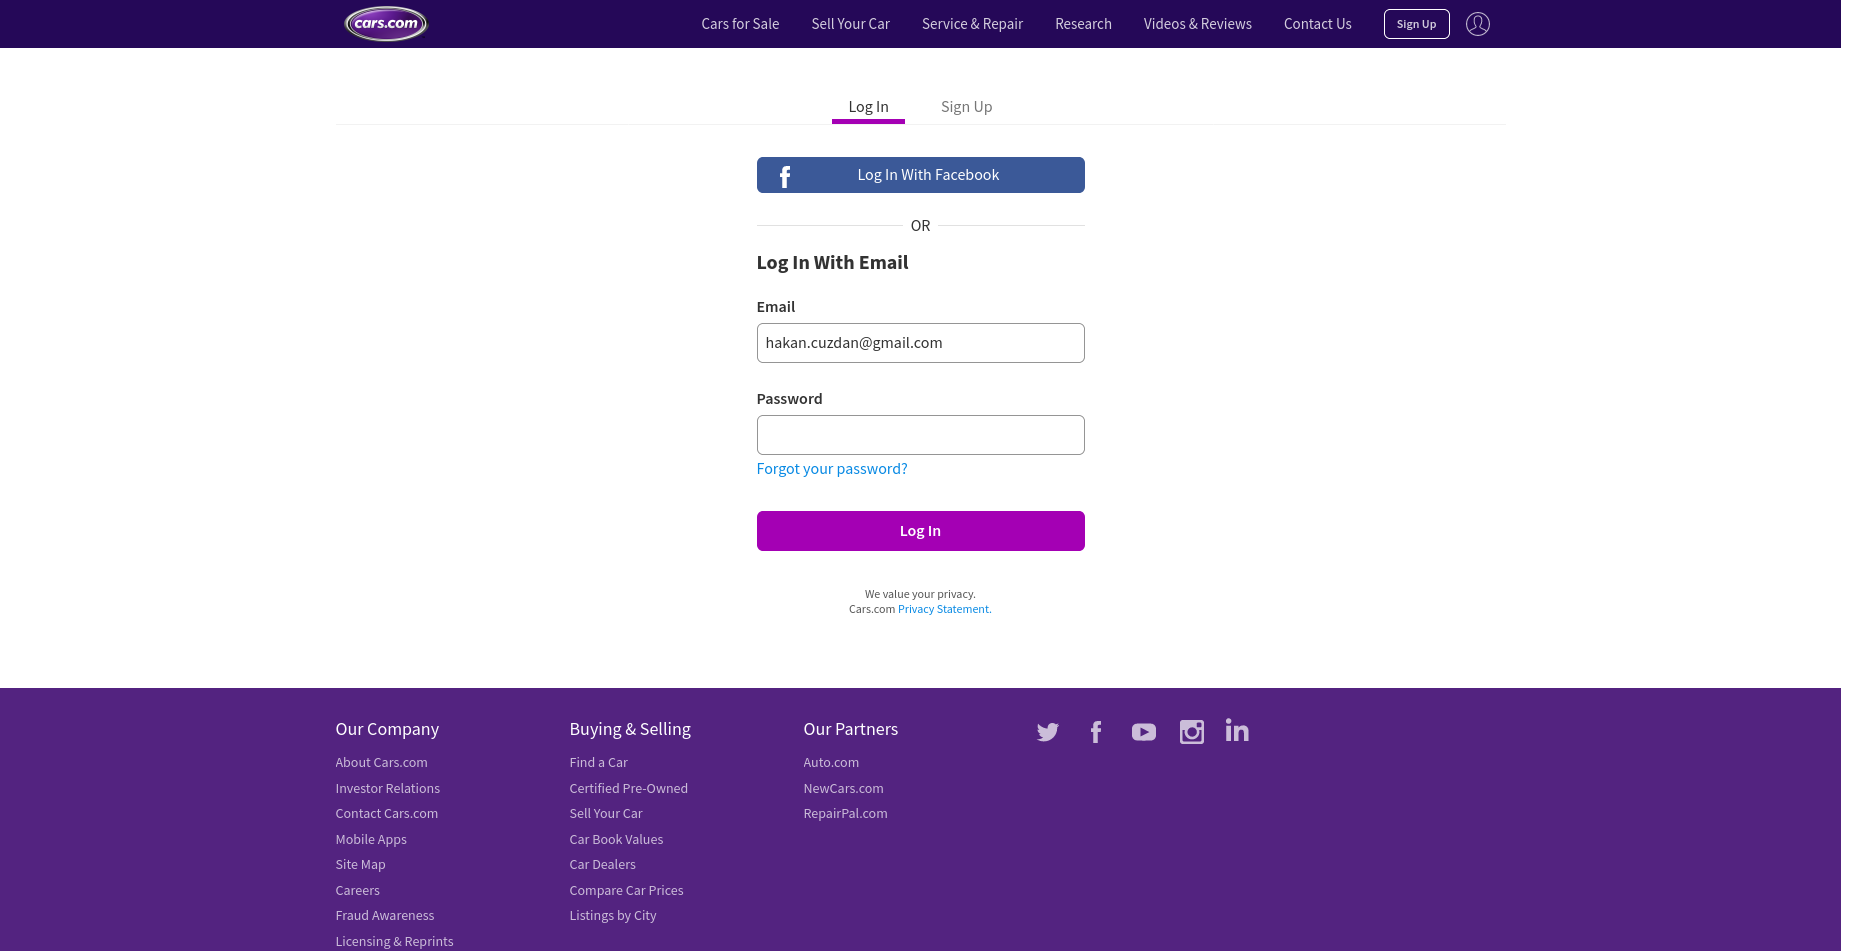 cars.com
Cars for Sale
Sell Your Car
Service & Repair
Research
Videos & Reviews
Contact Us
Sign Up
Log In
Sign Up
Log In With Facebook
OR
Log In With Email
Email
hakan.cuzdan@gmail.com
Password
Forgot your password?
Log In
We value your privacy.
Cars.com Privacy Statement.
Our Company
About Cars.com
Investor Relations
Contact Cars.com
Mobile Apps
Site Map
Careers
Fraud Awareness
Licensing & Reprints
Buying & Selling
Find a Car
Certified Pre-Owned
Sell Your Car
Car Book Values
Car Dealers
Compare Car Prices
Listings by City
Our Partners
Auto.com
NewCars.com
RepairPal.com